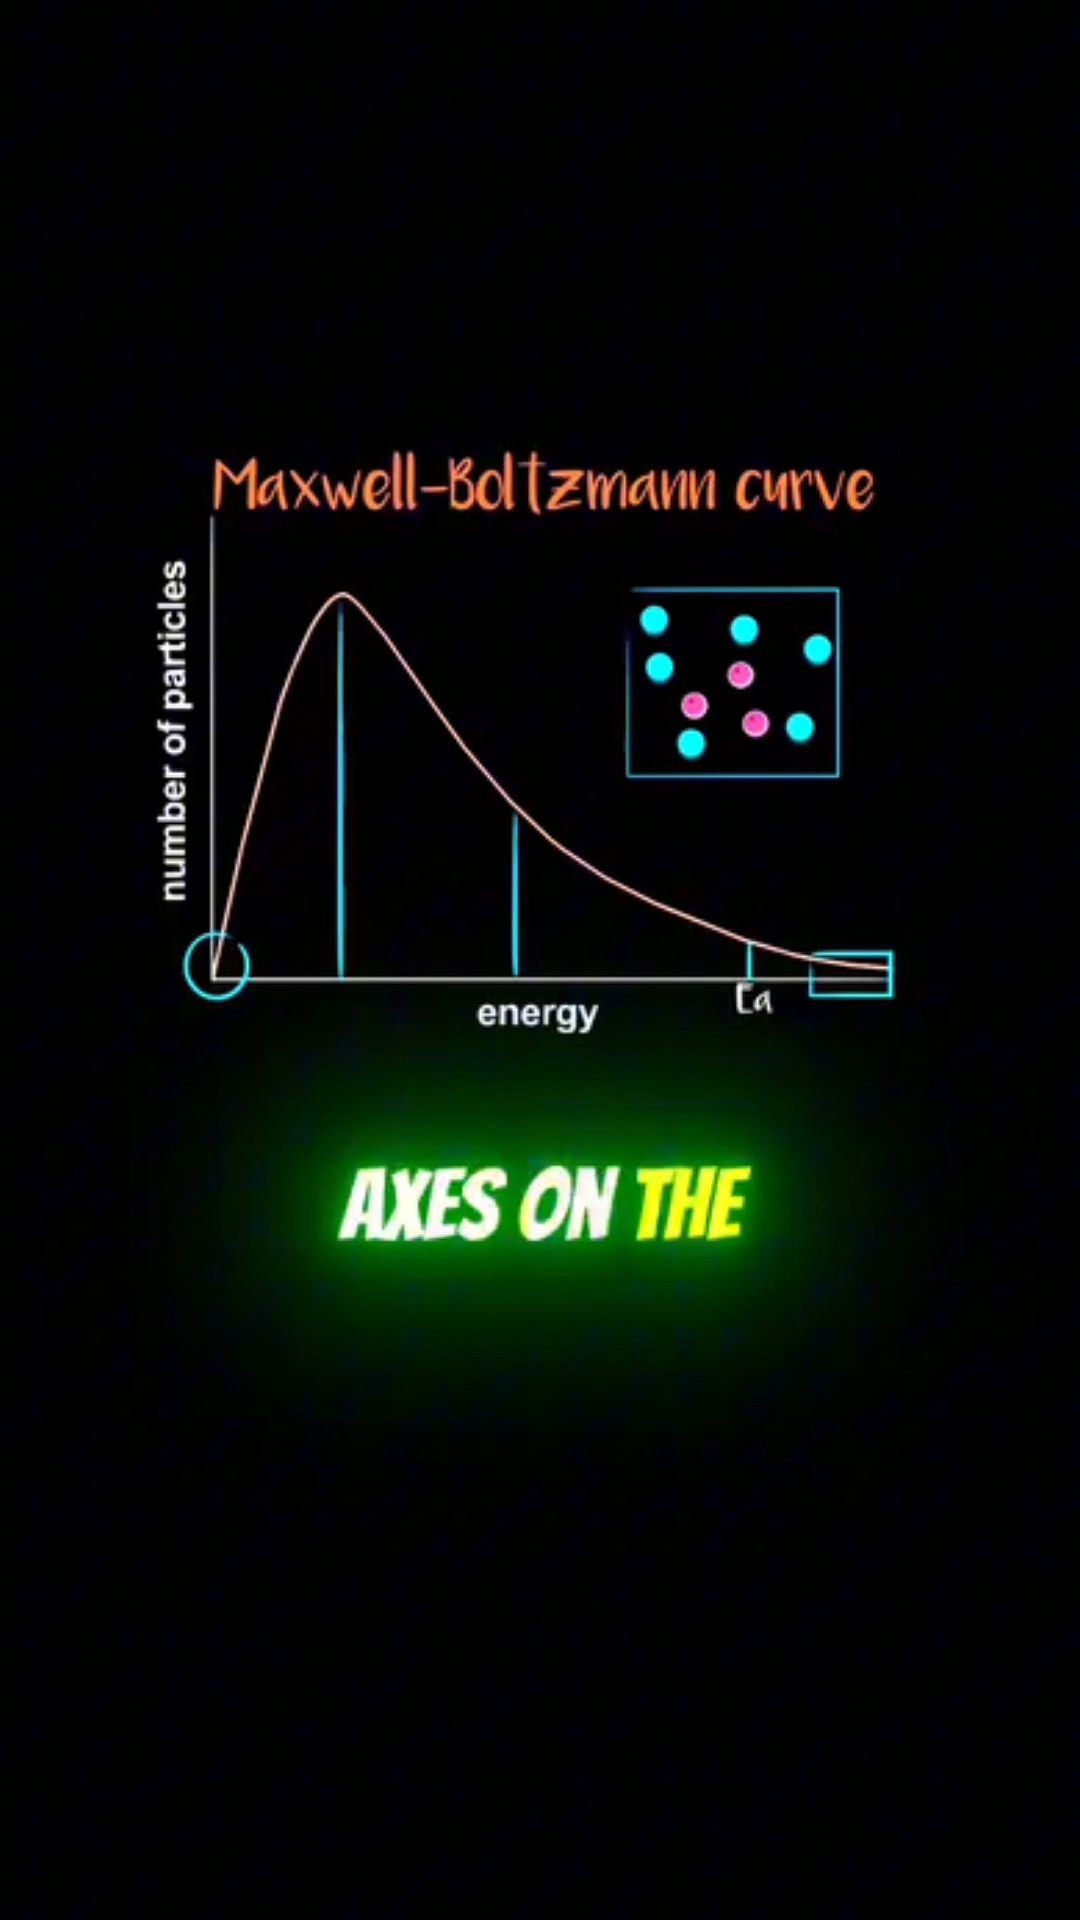 Maxwell-Boltzmann curve
number of particles
Ea
energy
AXES ON THE